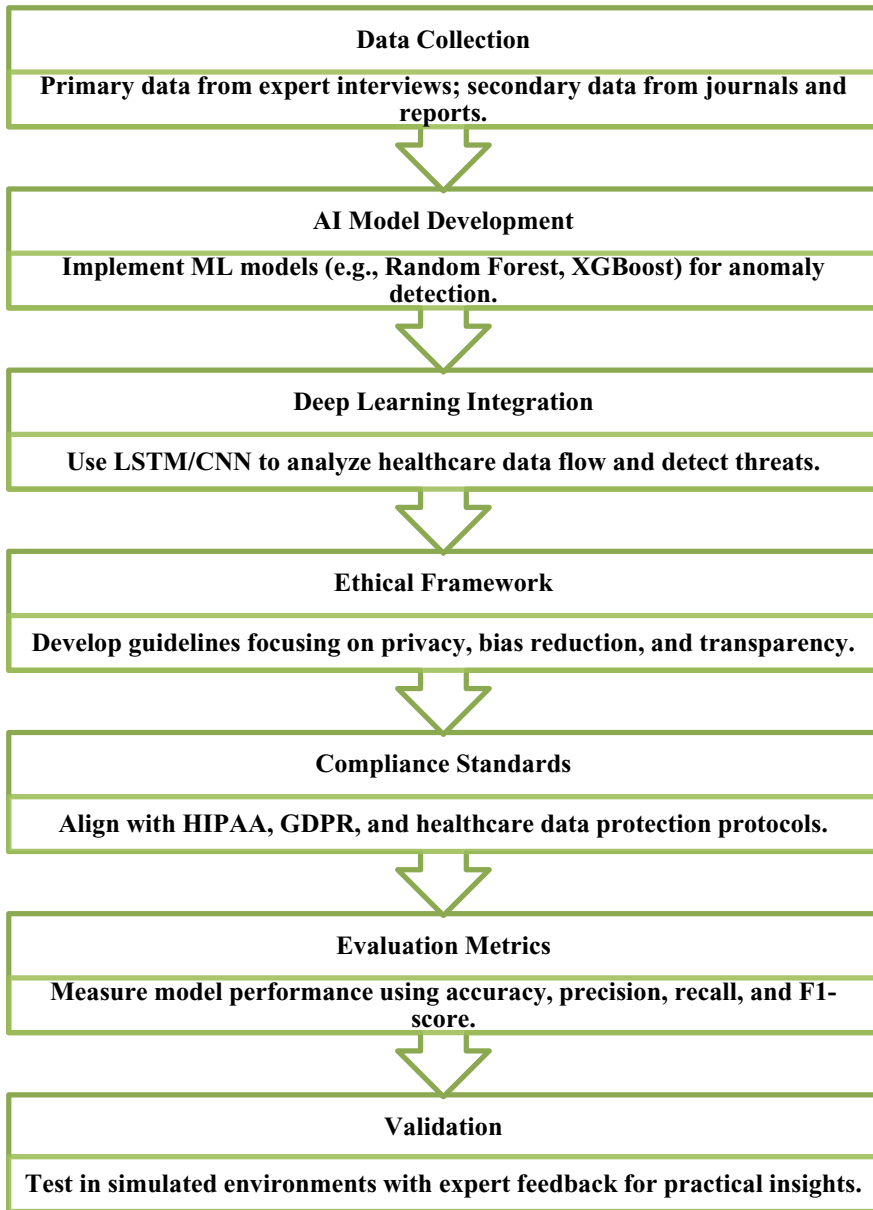 Data Collection
Primary data from expert interviews; secondary data from journals and
reports.
AI Model Development
Implement ML models (e.g., Random Forest, XGBoost) for anomaly
detection.
Deep Learning Integration
Use LSTM/CNN to analyze healthcare data flow and detect threats.
Ethical Framework
Develop guidelines focusing on privacy, bias reduction, and transparency.
Compliance Standards
Align with HIPAA, GDPR, and healthcare data protection protocols.
Evaluation Metrics
Measure model performance using accuracy, precision, recall, and F1-
score.
Validation
Test in simulated environments with expert feedback for practical insights.